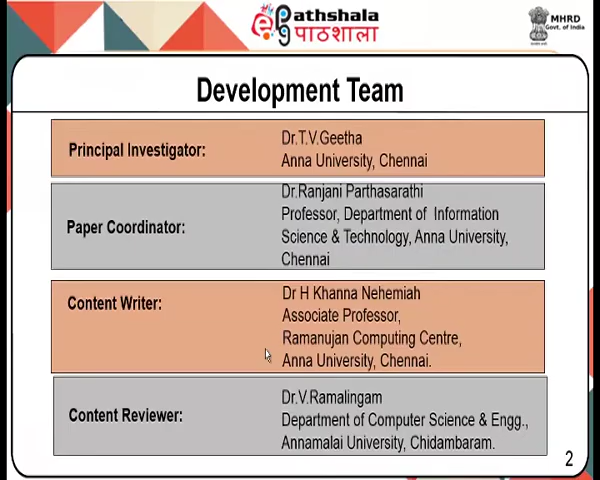 e Pathshala
pg पाठशाला
MHRD
Govt. of India
Development Team
Principal Investigator:
Dr.T.V.Geetha
Anna University, Chennai
Paper Coordinator:
Dr.Ranjani Parthasarathi
Professor, Department of Information
Science & Technology, Anna University,
Chennai
Content Writer:
Dr H Khanna Nehemiah
Associate Professor,
Ramanujan Computing Centre,
Anna University, Chennai.
Content Reviewer:
Dr.V.Ramalingam
Department of Computer Science & Engg.,
Annamalai University, Chidambaram.
2